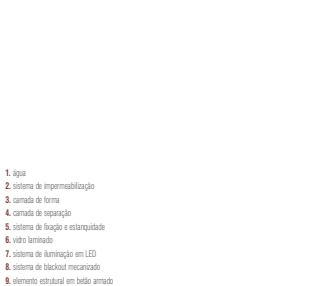 1. água
2. sistema de impermeabilização
3. camada de forma
4. camada de separação
5. sistema de fixação e estanquidade
6. vidro laminado
7. sistema de iluminação em LED
8. sistema de blackout mecanizado
9. elemento estrutural em betão armado